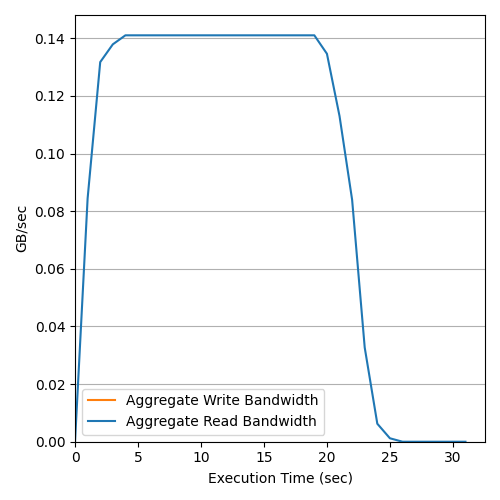 0.14
0.12
0.10
0.08
0.06
0.04
0.02
0.00
GB/sec
Aggregate Write Bandwidth
Aggregate Read Bandwidth
0 5 10 15 20 25 30
Execution Time (sec)